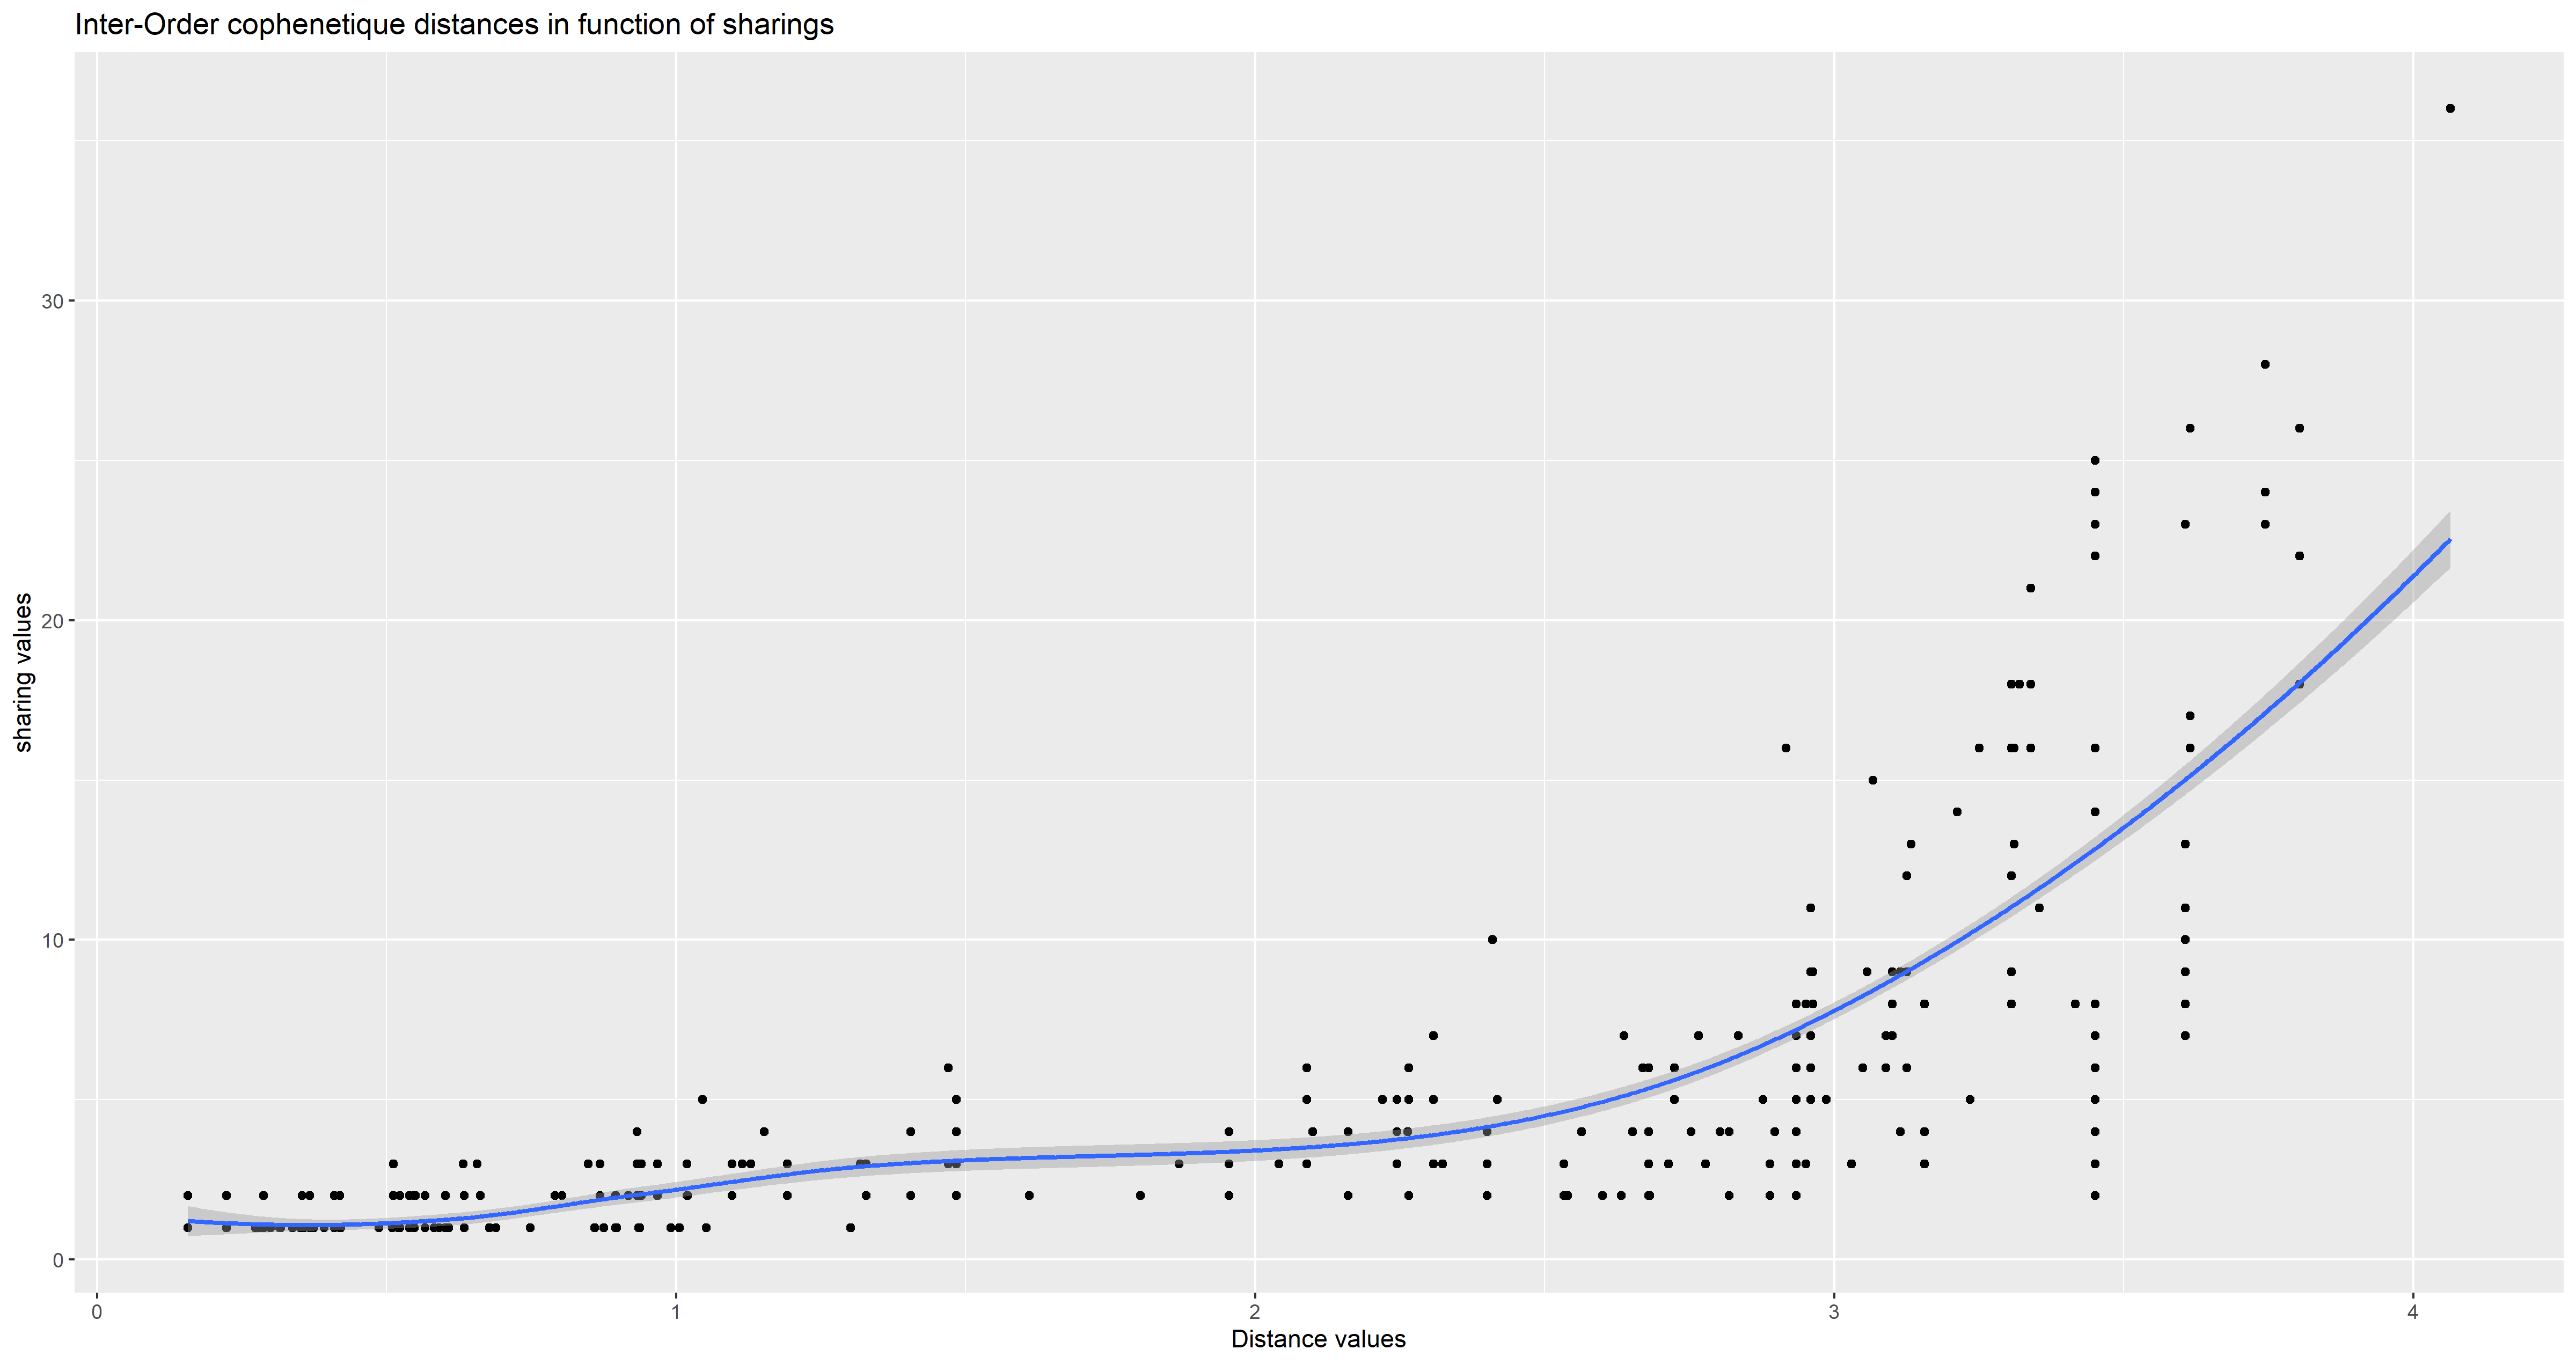 Inter-Order cophenetique distances in function of sharings
sharing values
30
20
10
0
0 1 2 3 4
Distance values